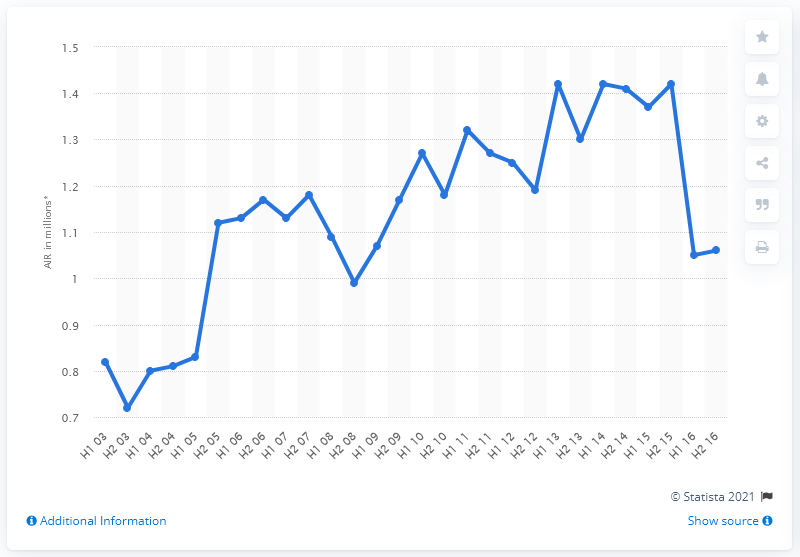 1.5
1.4
1.3
1.2
1.1
1
0.9
0.8
0.7
AIR in millions*
H1 03
H2 03
H1 04
H2 04
H1 05
H2 05
H1 06
H2 06
H1 07
H2 07
H1 08
H2 08
H1 09
H2 09
H1 10
H2 10
H1 11
H2 11
H1 12
H2 12
H1 13
H2 13
H1 14
H2 14
H1 15
H2 15
H1 16
H2 16
© Statista 2021
Additional Information
Show source